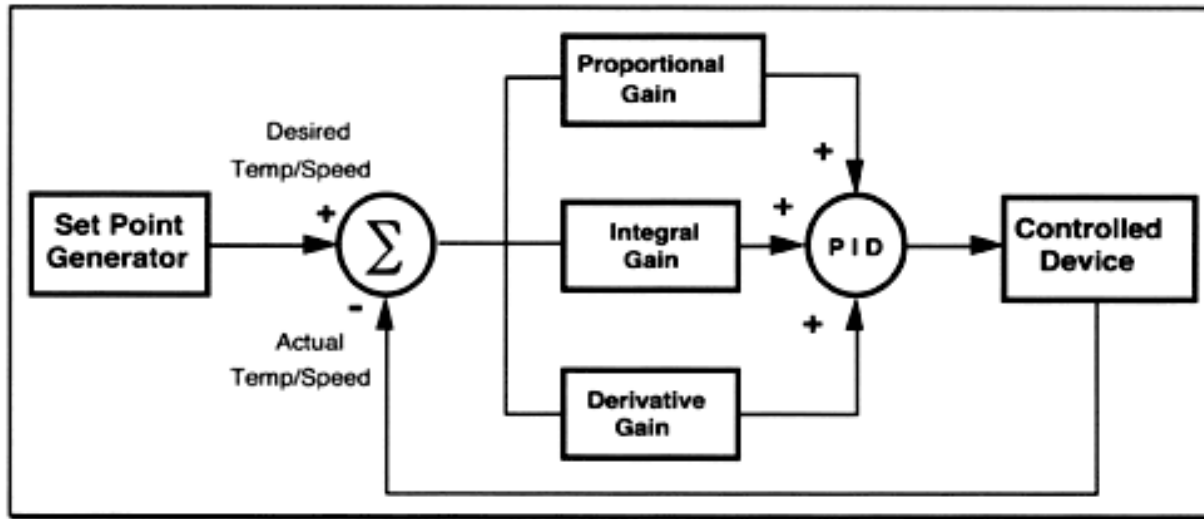 Proportional
Gain
Desired
Temp/Speed
+
+
Set Point
Generator
+
Σ
Integral
Gain
P I D
Controlled
Device
-
+
Actual
Temp/Speed
Derivative
Gain